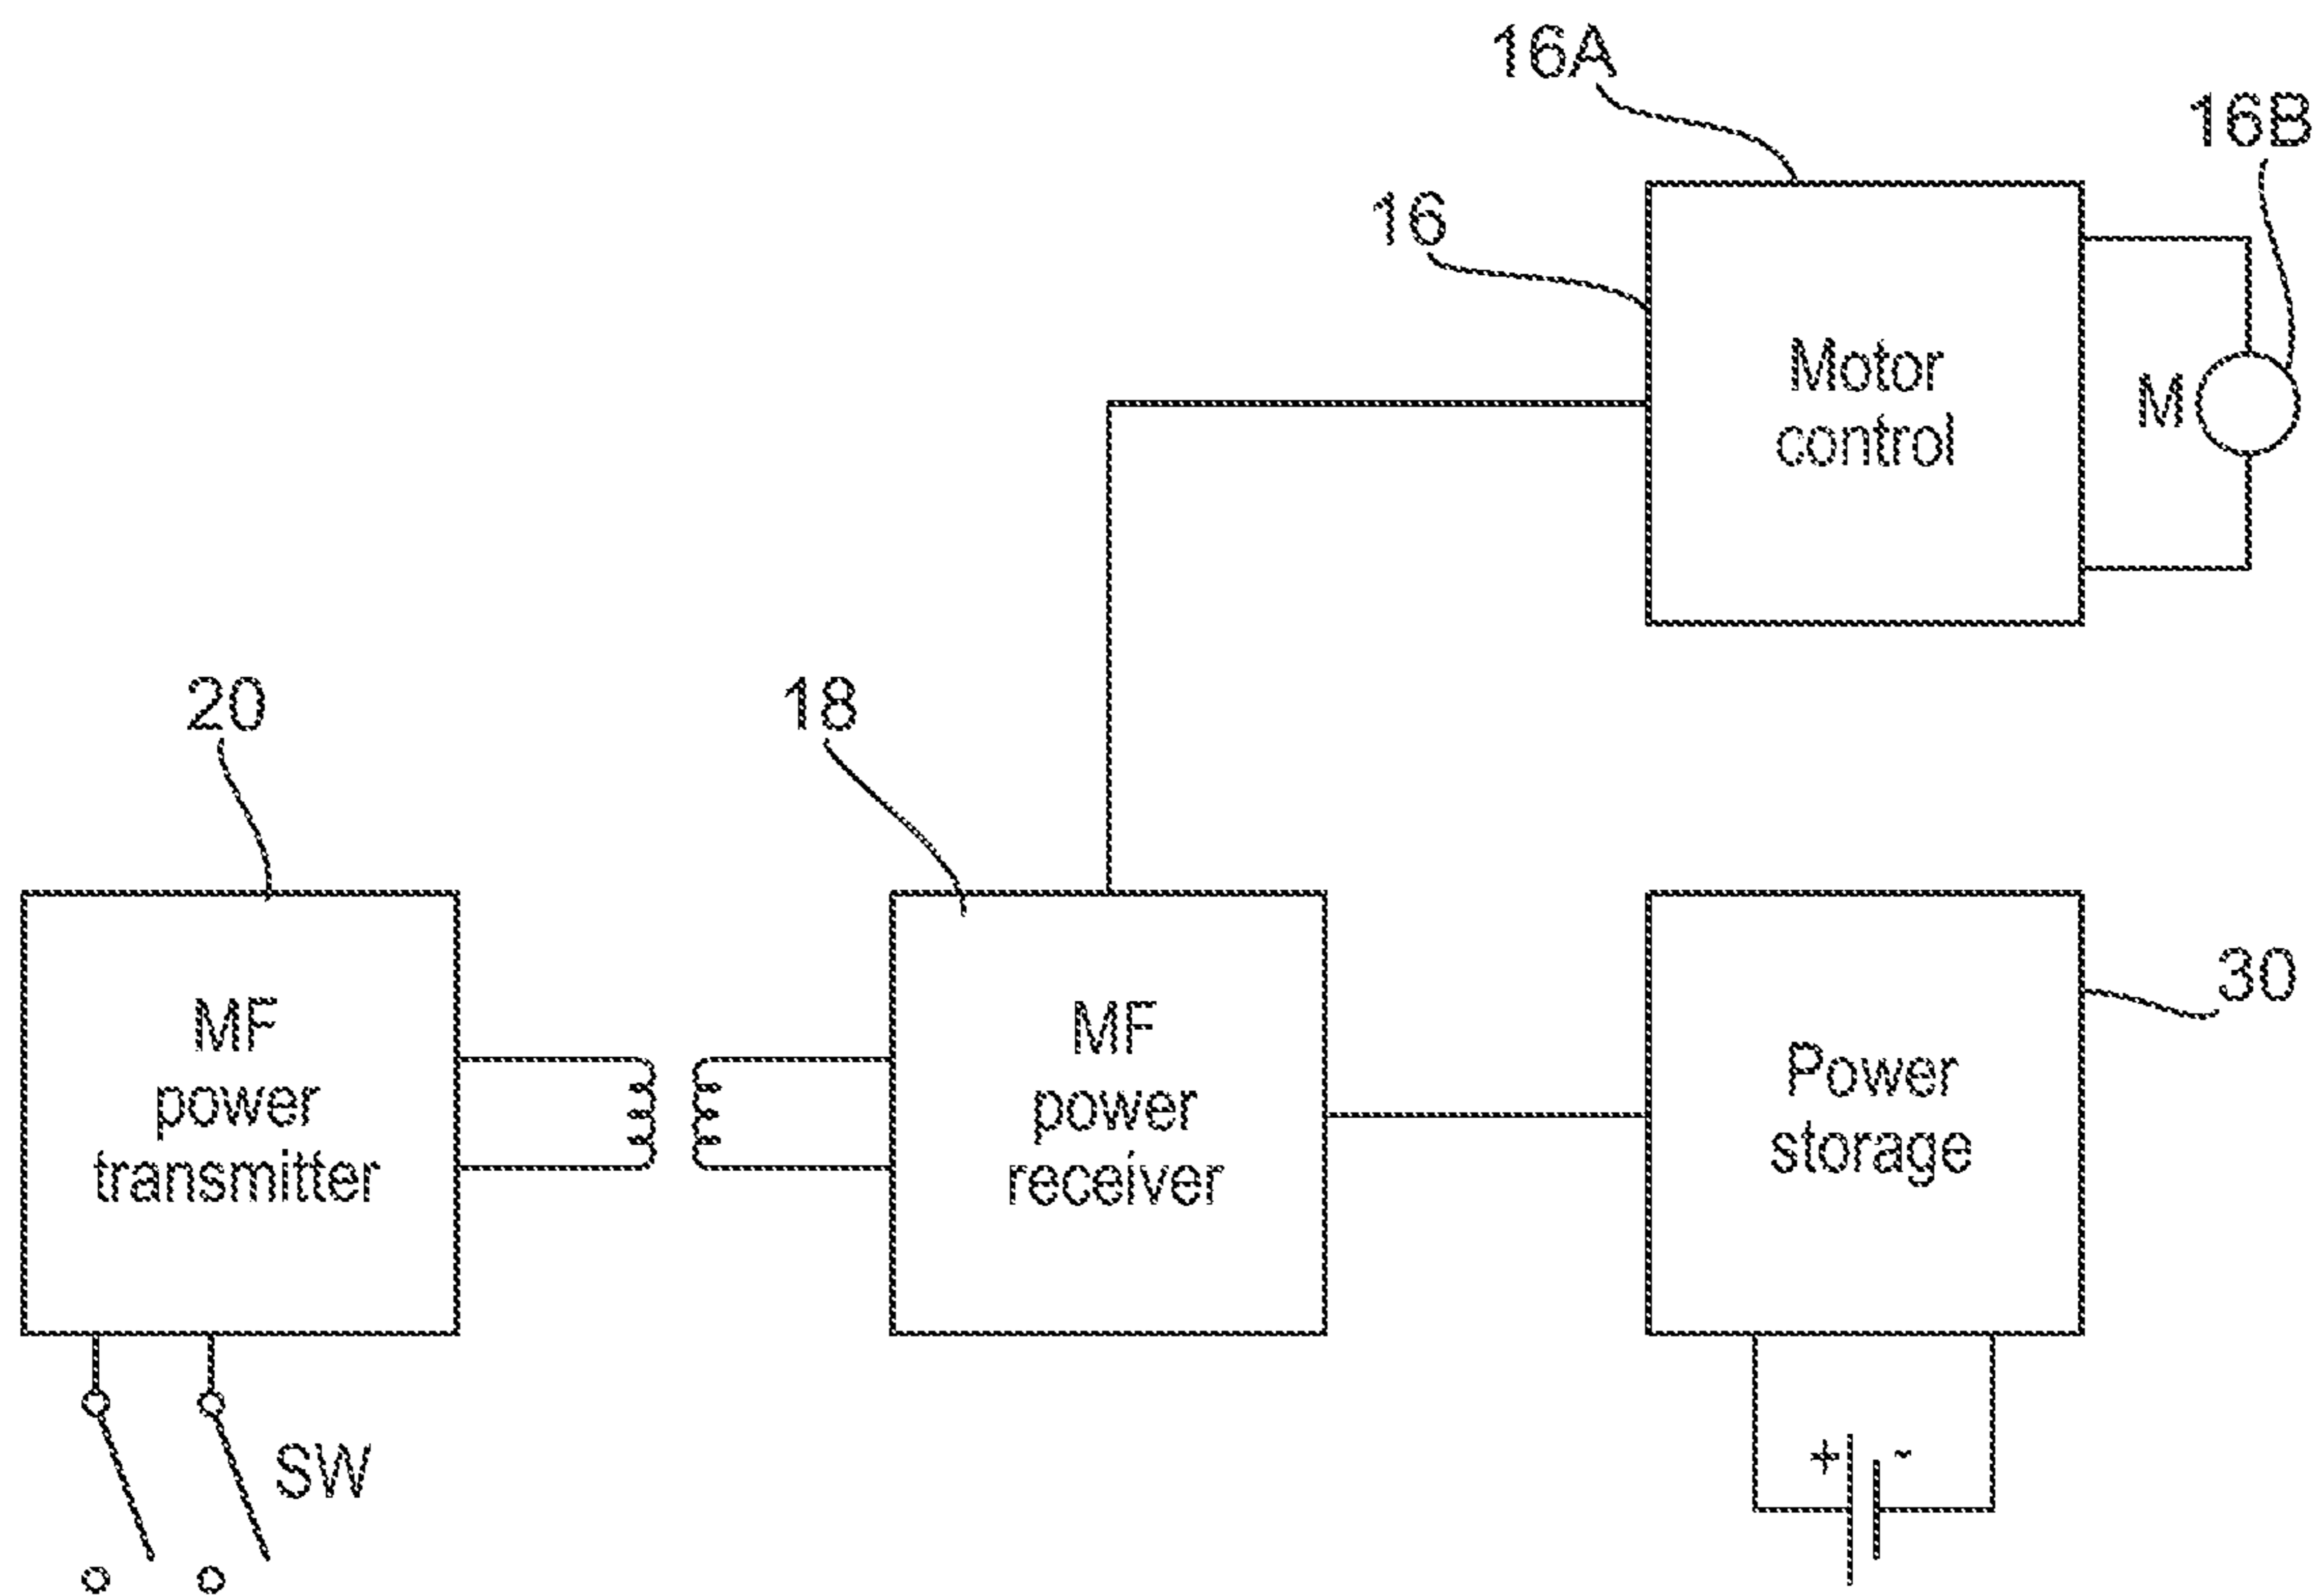 16A
16B
16
Motor
control
M
20
18
MF
power
transmitter
MF
power
receiver
Power
storage
30
SW
+ -